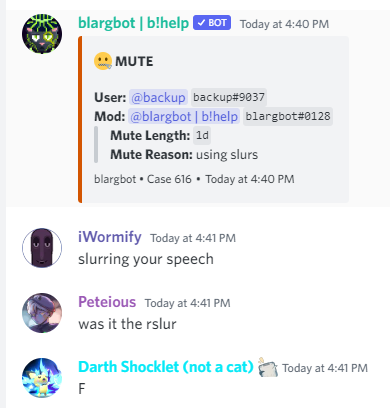 blargbot | b!help ✓ BOT Today at 4:40 PM
🤐 MUTE
User: @backup backup#9037
Mod: @blargbot | b!help blargbot#0128
Mute Length: 1d
Mute Reason: using slurs
blargbot • Case 616 • Today at 4:40 PM
iWormify Today at 4:41 PM
slurring your speech
Peteious Today at 4:41 PM
was it the rslur
Darth Shocklet (not a cat) Today at 4:41 PM
F